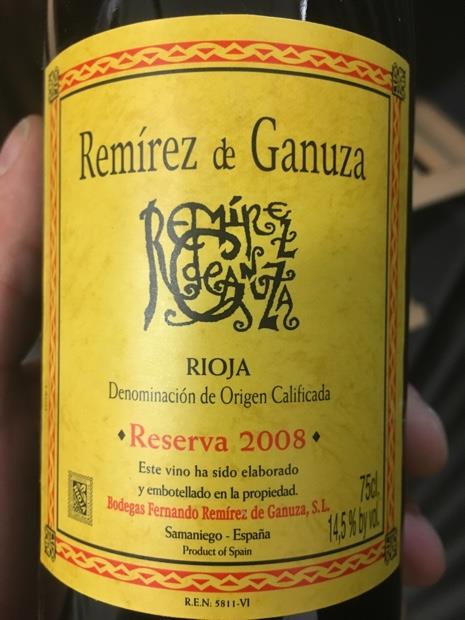 Remírez de Ganuza
REMÍREZ
de GANUZA
RIOJA
Denominación de Origen Calificada
Reserva 2008
Este vino ha sido elaborado
y embotellado en la propiedad.
Bodegas Fernando Remírez de Ganuza, S.L.
Samaniego - España
Product of Spain
75cl.
14,5 % by vol.
R.E.N: 5811-VI